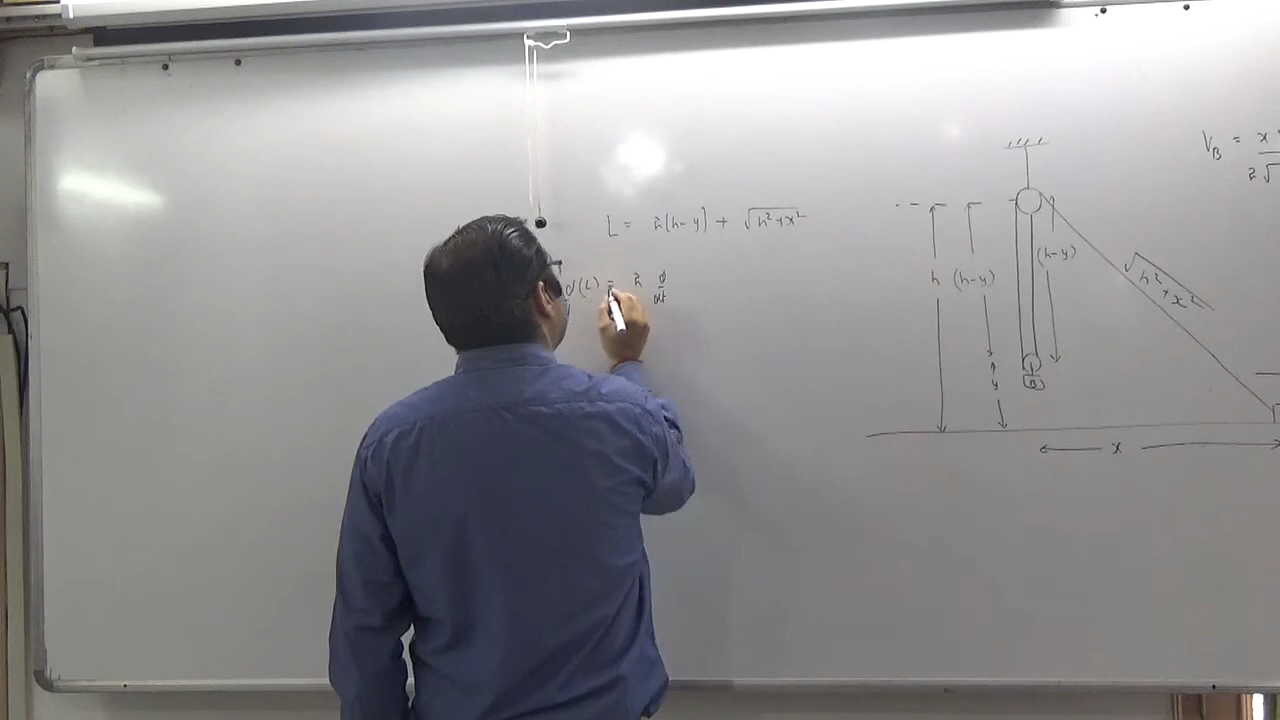 L = 2(h-y) + √h²+x²
d(L) = 2 d/dt
h
(h-y)
(h-y)
√h²+x²
y
B
x
V_B = x
2√